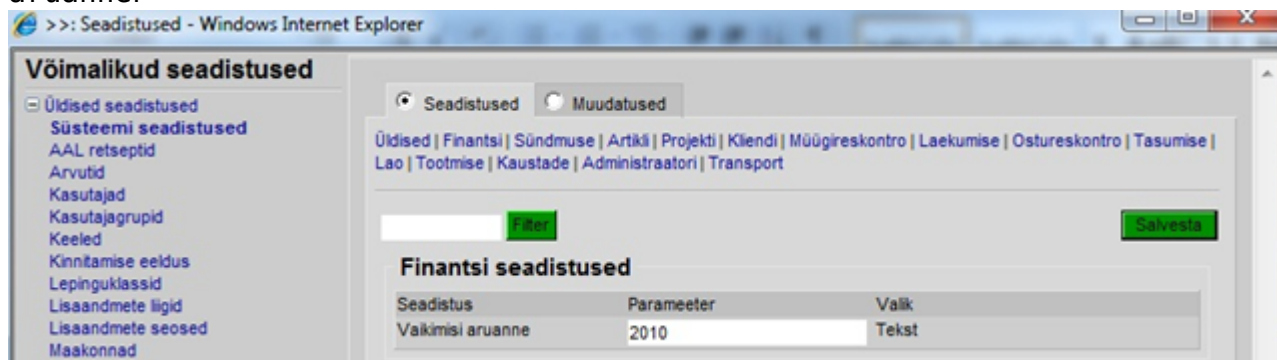 aruanne.
>>: Seadistused - Windows Internet Explorer
Võimalikud seadistused
Üldised seadistused
Süsteemi seadistused
AAL retseptid
Arvutid
Kasutajad
Kasutajagrupid
Keeled
Kinnitamise eeldus
Lepinguklassid
Lisaandmete liigid
Lisaandmete seosed
Maakonnad
Seadistused Muudatused
Üldised | Finantsi | Sündmuse | Artikli | Projekti | Kliendi | Müügireskontro | Laekumise | Ostureskontro | Tasumise |
Lao | Tootmise | Kaustade | Administraatori | Transport
Filter Salvesta
Finantsi seadistused
Seadistus Parameeter Valik
Vaikimisi aruanne 2010 Tekst